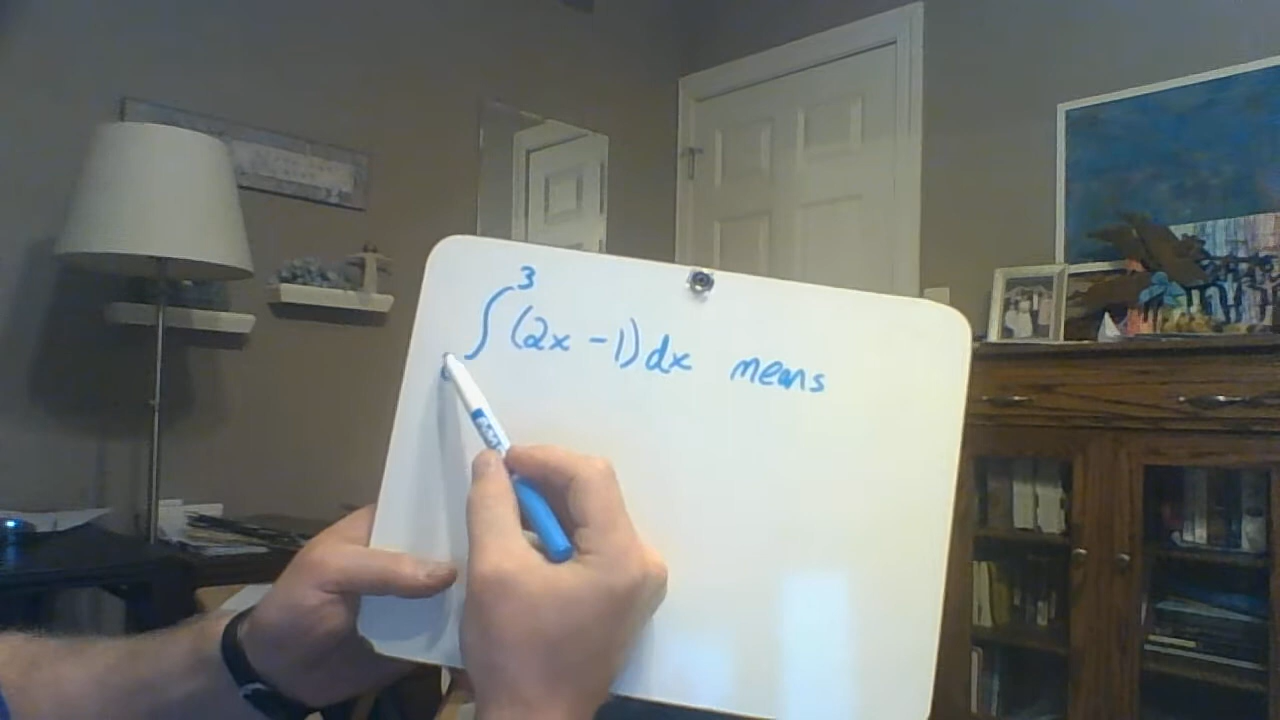 ∫³ (2x - 1) dx means